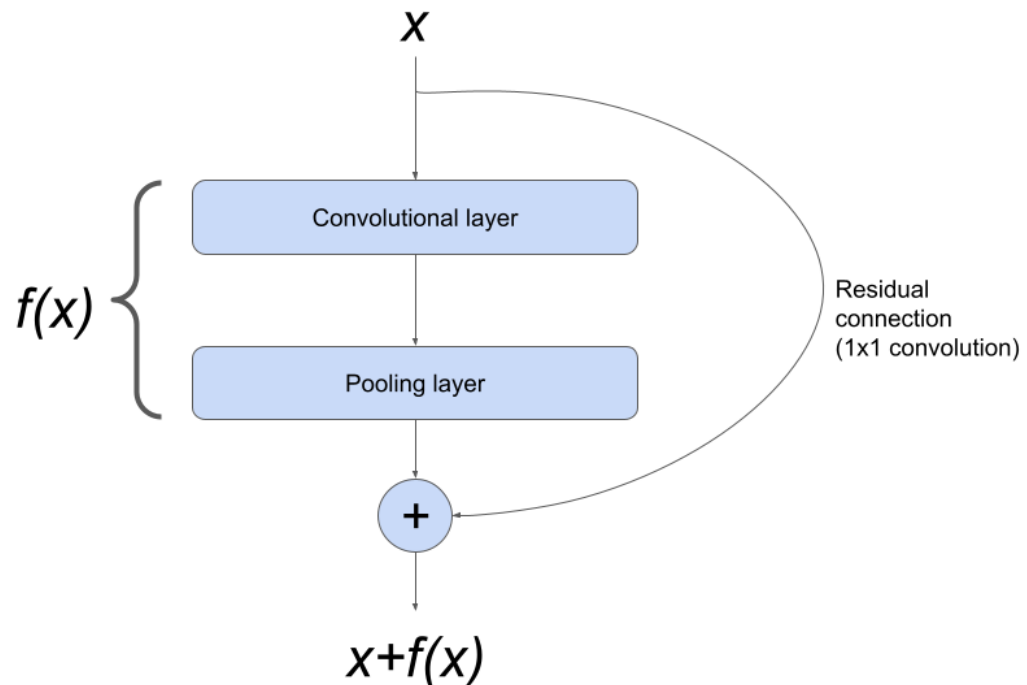 x
Convolutional layer
f(x)
Residual
connection
(1x1 convolution)
Pooling layer
+
x+f(x)